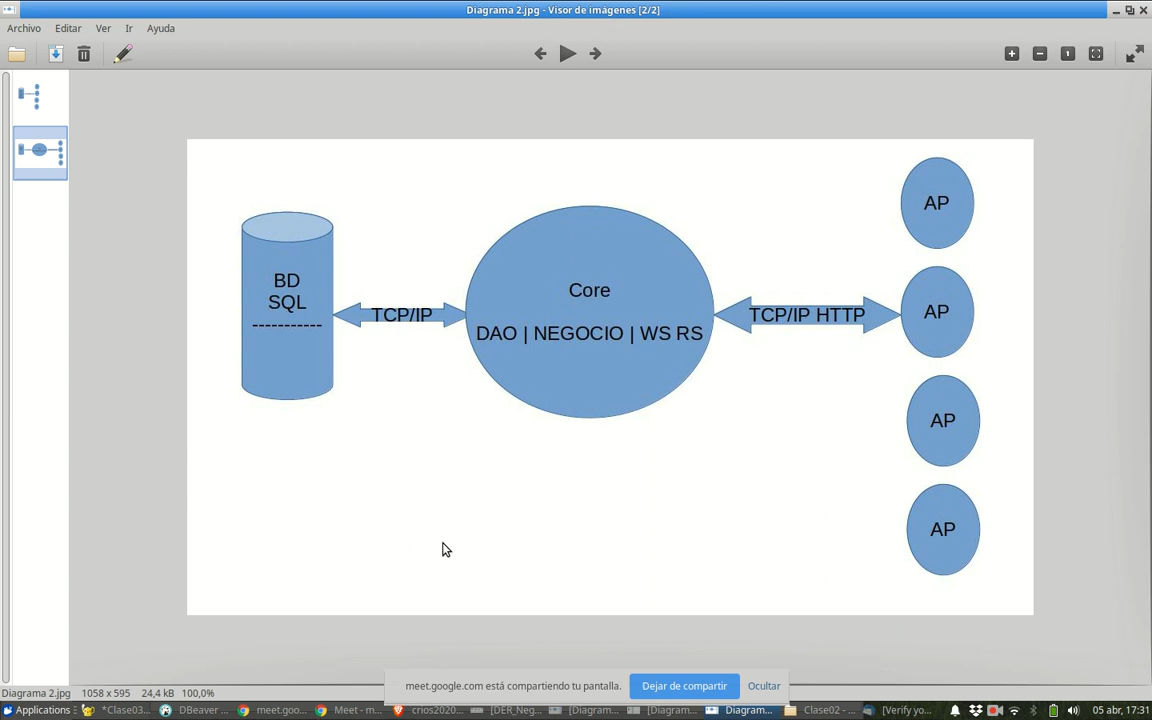 Diagrama 2.jpg - Visor de imágenes [2/2]
Archivo Editar Ver Ir Ayuda
AP
BD
SQL
-----------
TCP/IP
Core
DAO | NEGOCIO | WS RS
TCP/IP HTTP
AP
AP
AP
meet.google.com está compartiendo tu pantalla. Dejar de compartir Ocultar
Diagrama 2.jpg 1058 x 595 24,4 kB 100,0%
Applications *Clase03... DBeaver ... meet.goo... Meet - m... crios2020... [DER_Neg... [Diagram... [Diagram... Diagram... Clase02 - ... [Verify yo... 05 abr, 17:31